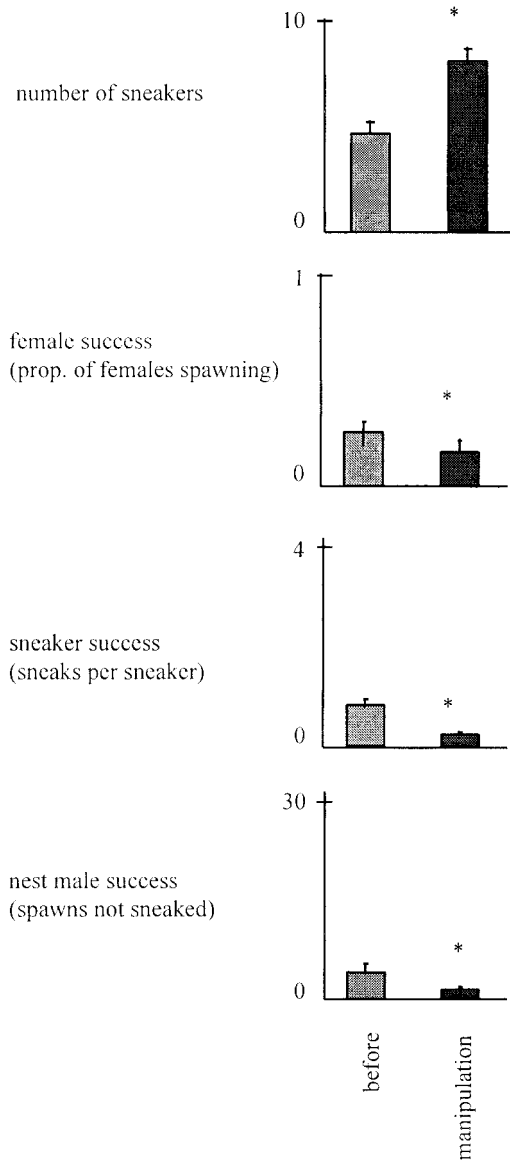 10
*
number of sneakers
0
1
female success
(prop. of females spawning)
*
0
4
sneaker success
(sneaks per sneaker)
*
0
30
nest male success
(spawns not sneaked)
*
0
before
manipulation